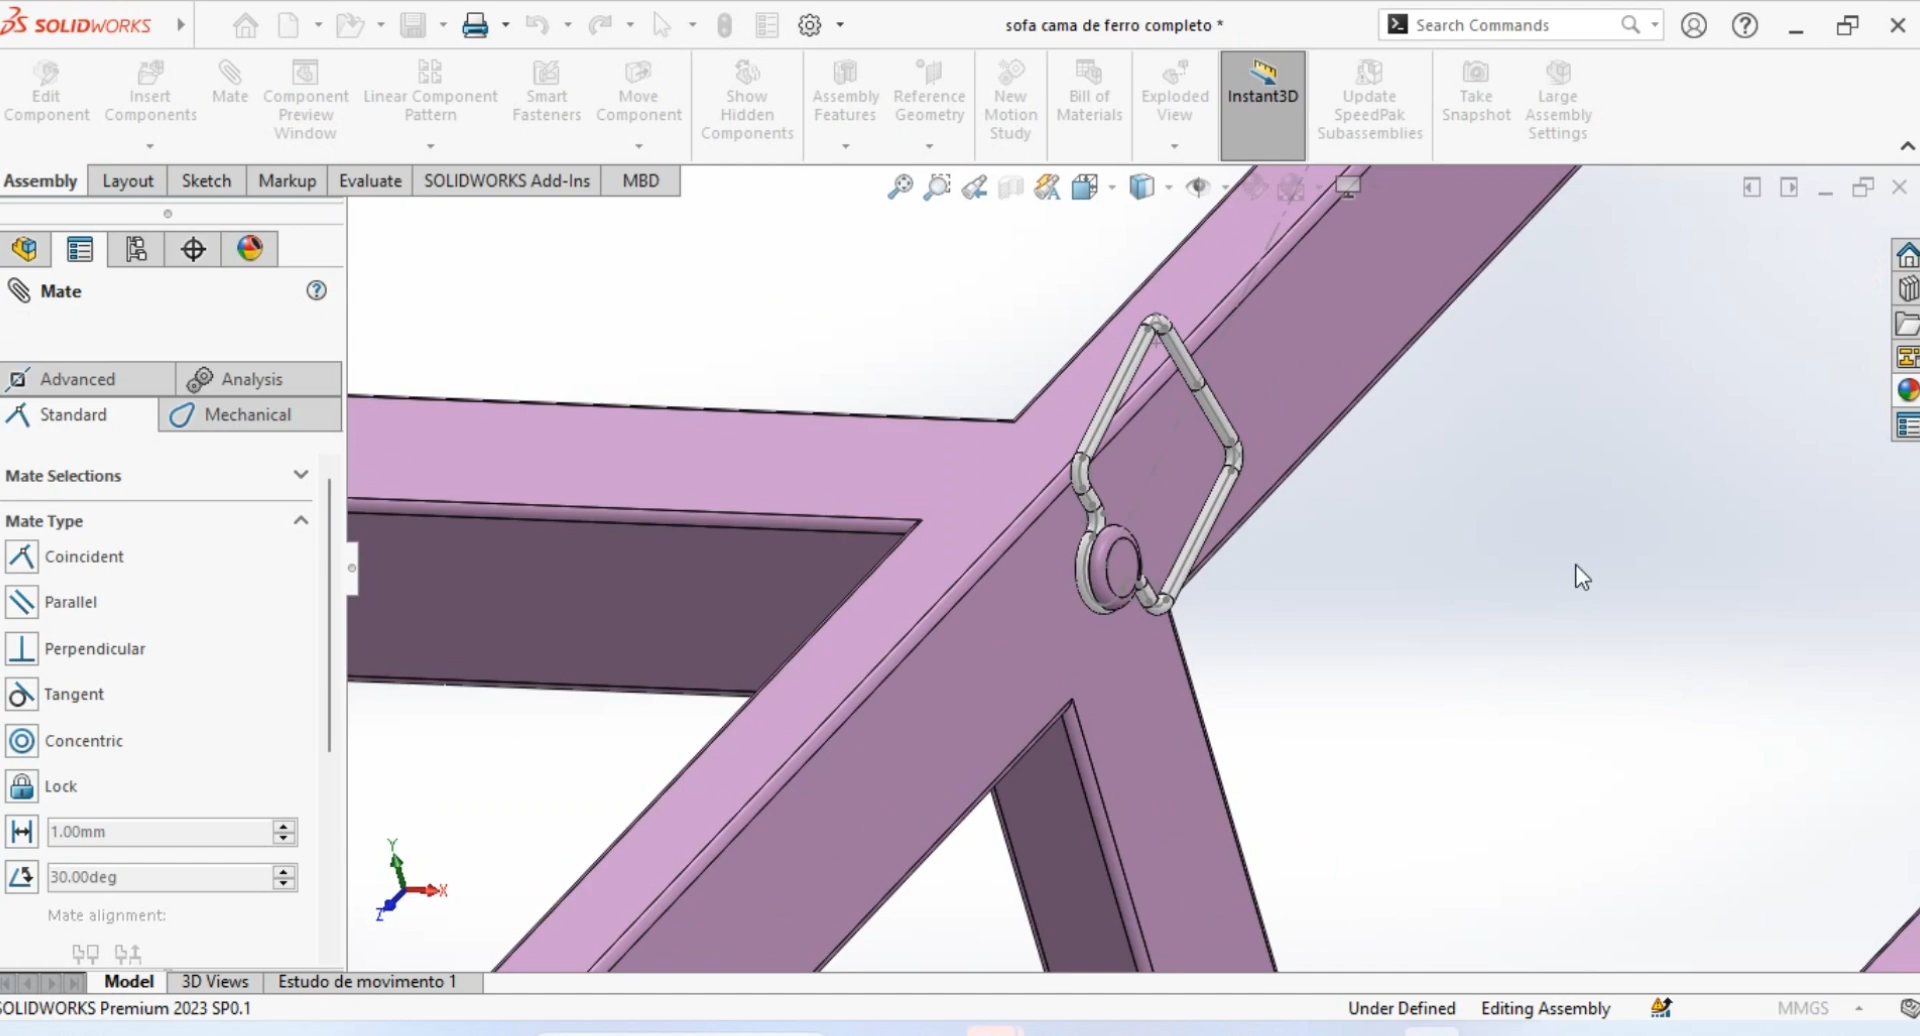 SOLIDWORKS
sofa cama de ferro completo *
Search Commands
Edit Component
Insert Components
Mate
Component Preview Window
Linear Component Pattern
Smart Fasteners
Move Component
Show Hidden Components
Assembly Features
Reference Geometry
New Motion Study
Bill of Materials
Exploded View
Instant3D
Update SpeedPak Subassemblies
Take Snapshot
Large Assembly Settings
Assembly
Layout
Sketch
Markup
Evaluate
SOLIDWORKS Add-Ins
MBD
Mate
Advanced
Analysis
Standard
Mechanical
Mate Selections
Mate Type
Coincident
Parallel
Perpendicular
Tangent
Concentric
Lock
1.00mm
30.00deg
Mate alignment:
Y
X
Z
Model
3D Views
Estudo de movimento 1
SOLIDWORKS Premium 2023 SP0.1
Under Defined
Editing Assembly
MMGS